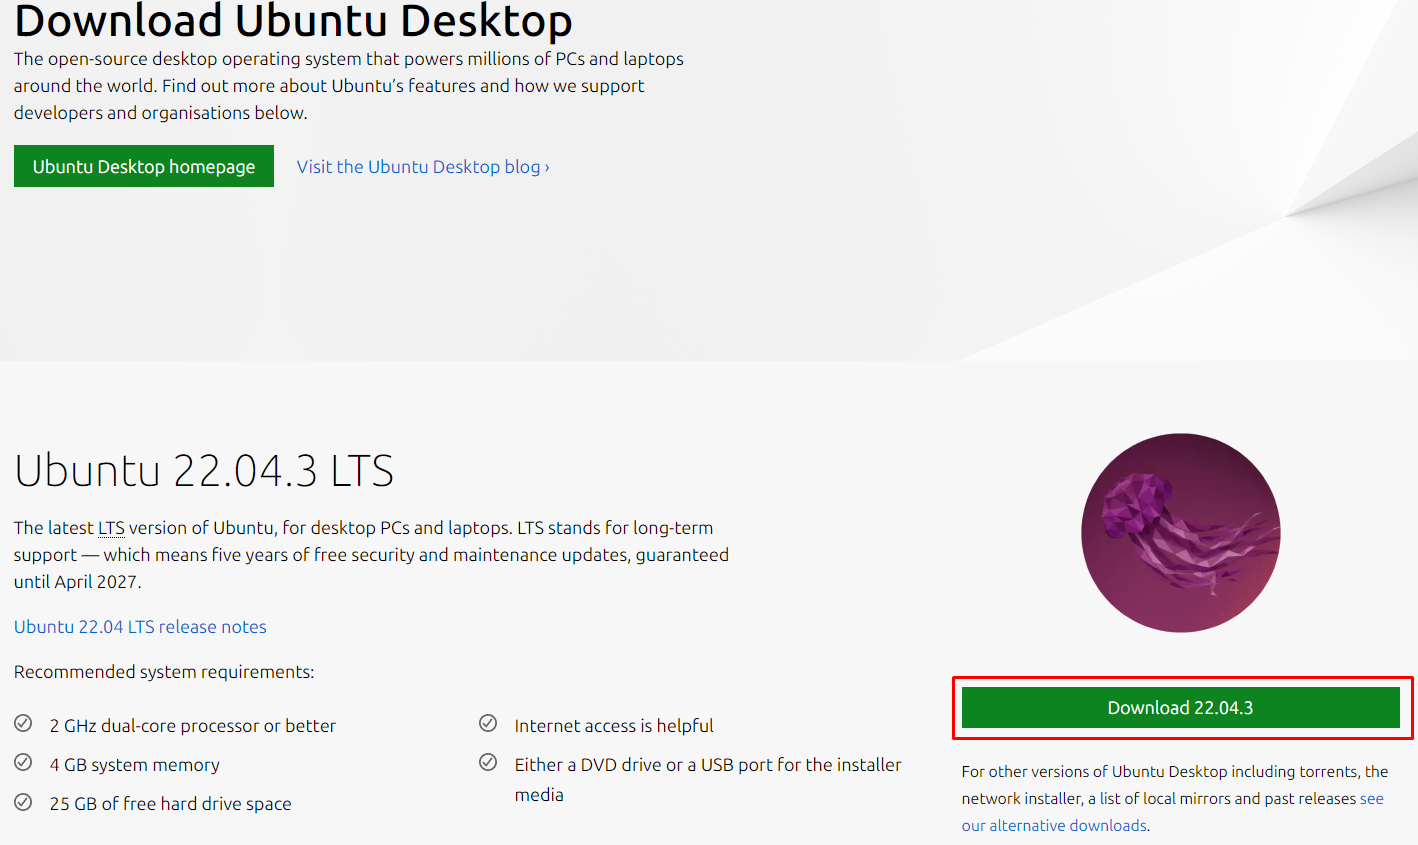 Download Ubuntu Desktop
The open-source desktop operating system that powers millions of PCs and laptops
around the world. Find out more about Ubuntu’s features and how we support
developers and organisations below.
Ubuntu Desktop homepage
Visit the Ubuntu Desktop blog ›
Ubuntu 22.04.3 LTS
The latest LTS version of Ubuntu, for desktop PCs and laptops. LTS stands for long-term
support — which means five years of free security and maintenance updates, guaranteed
until April 2027.
Ubuntu 22.04 LTS release notes
Recommended system requirements:
2 GHz dual-core processor or better
4 GB system memory
25 GB of free hard drive space
Internet access is helpful
Either a DVD drive or a USB port for the installer
media
Download 22.04.3
For other versions of Ubuntu Desktop including torrents, the
network installer, a list of local mirrors and past releases see
our alternative downloads.